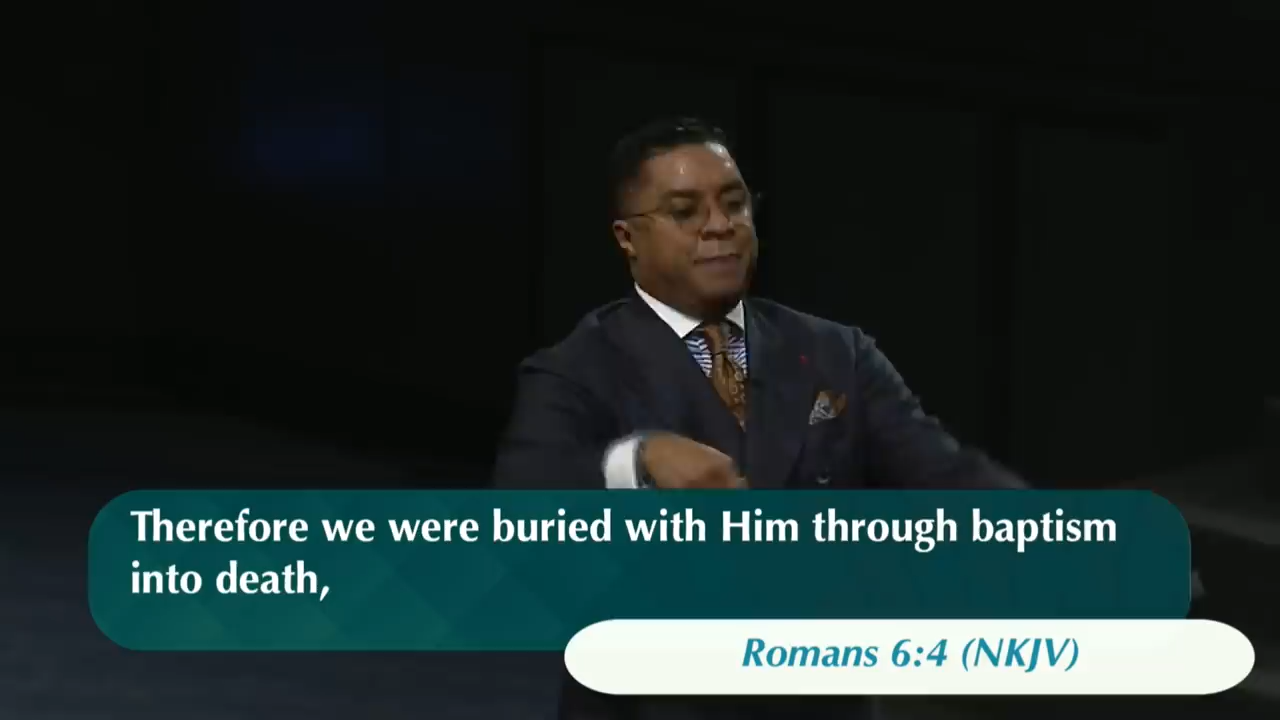 Therefore we were buried with Him through baptism
into death,
Romans 6:4 (NKJV)